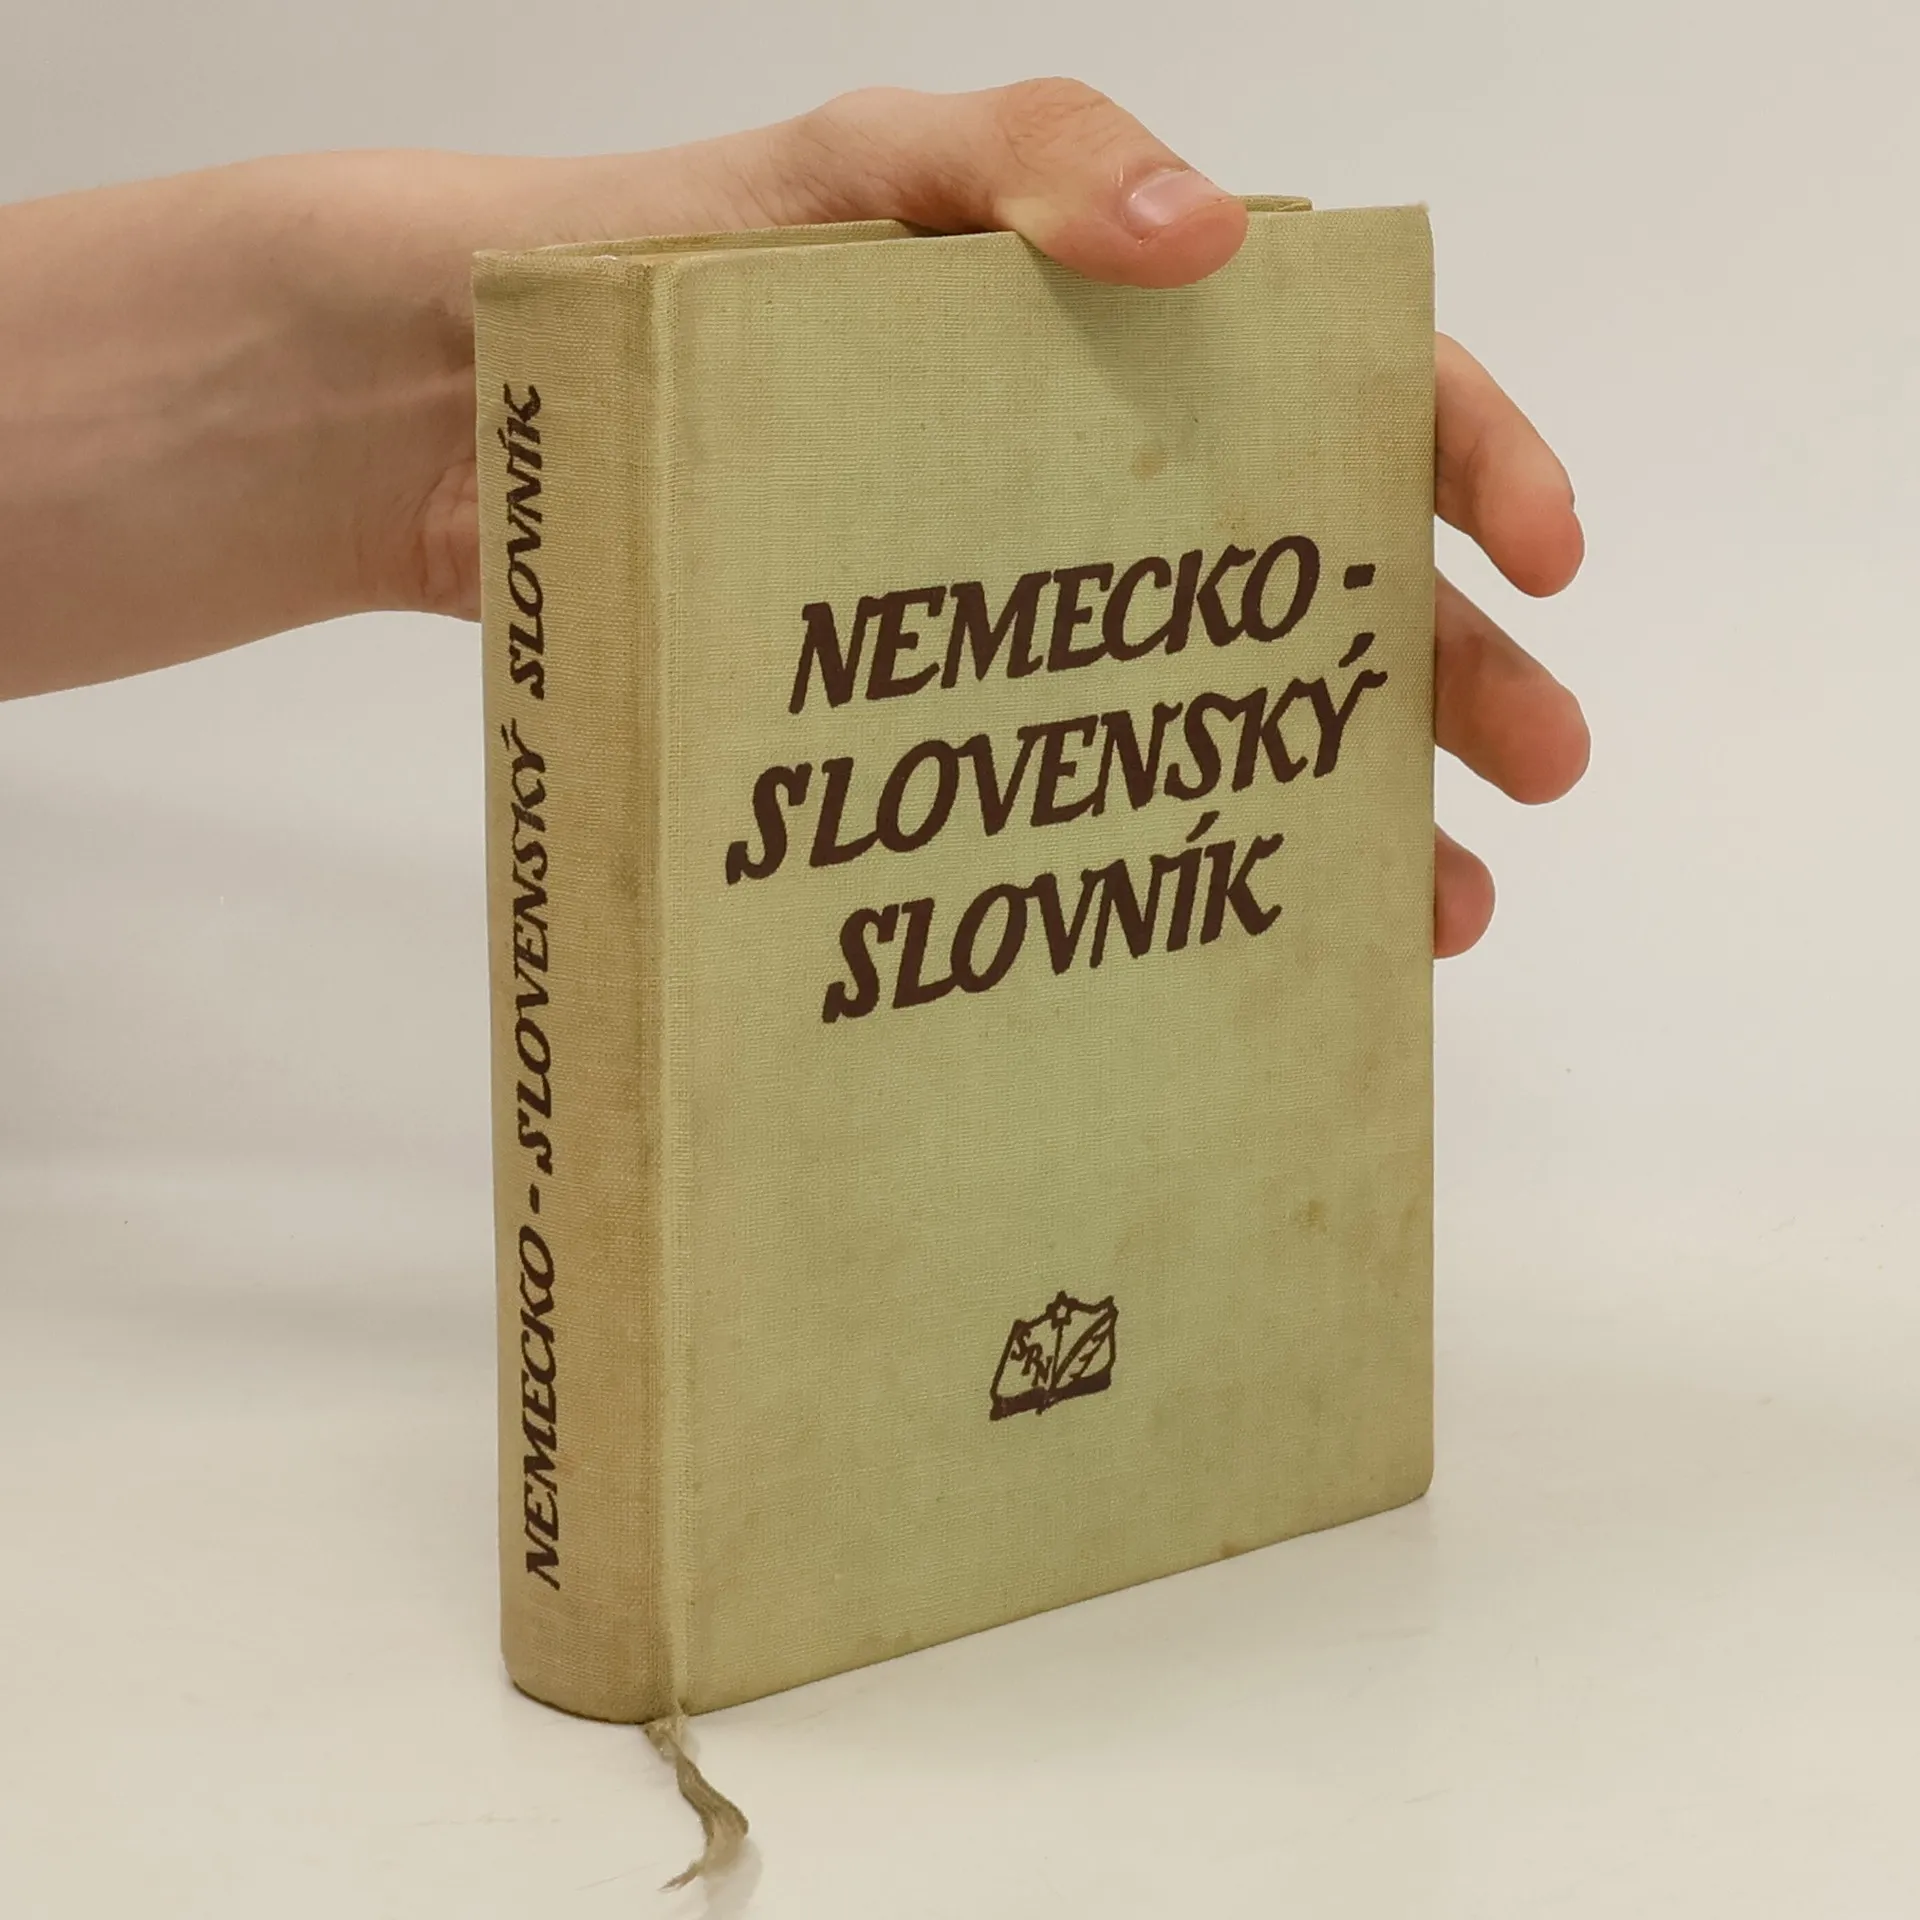 NEMECKO - SLOVENSKÝ SLOVNÍK
NEMECKO -
SLOVENSKÝ
SLOVNÍK
SPN